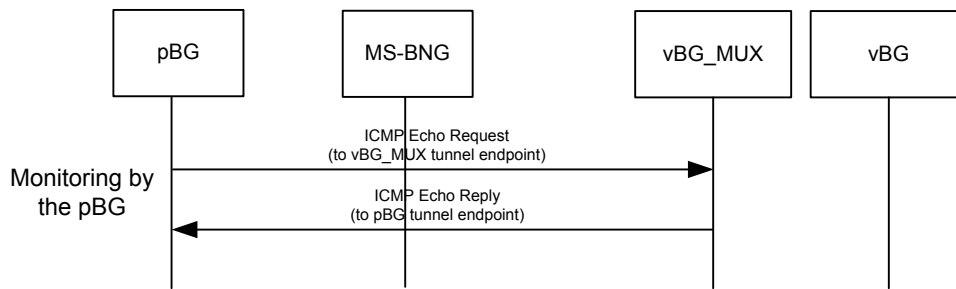 pBG
MS-BNG
vBG_MUX
vBG
ICMP Echo Request
(to vBG_MUX tunnel endpoint)
Monitoring by
the pBG
ICMP Echo Reply
(to pBG tunnel endpoint)